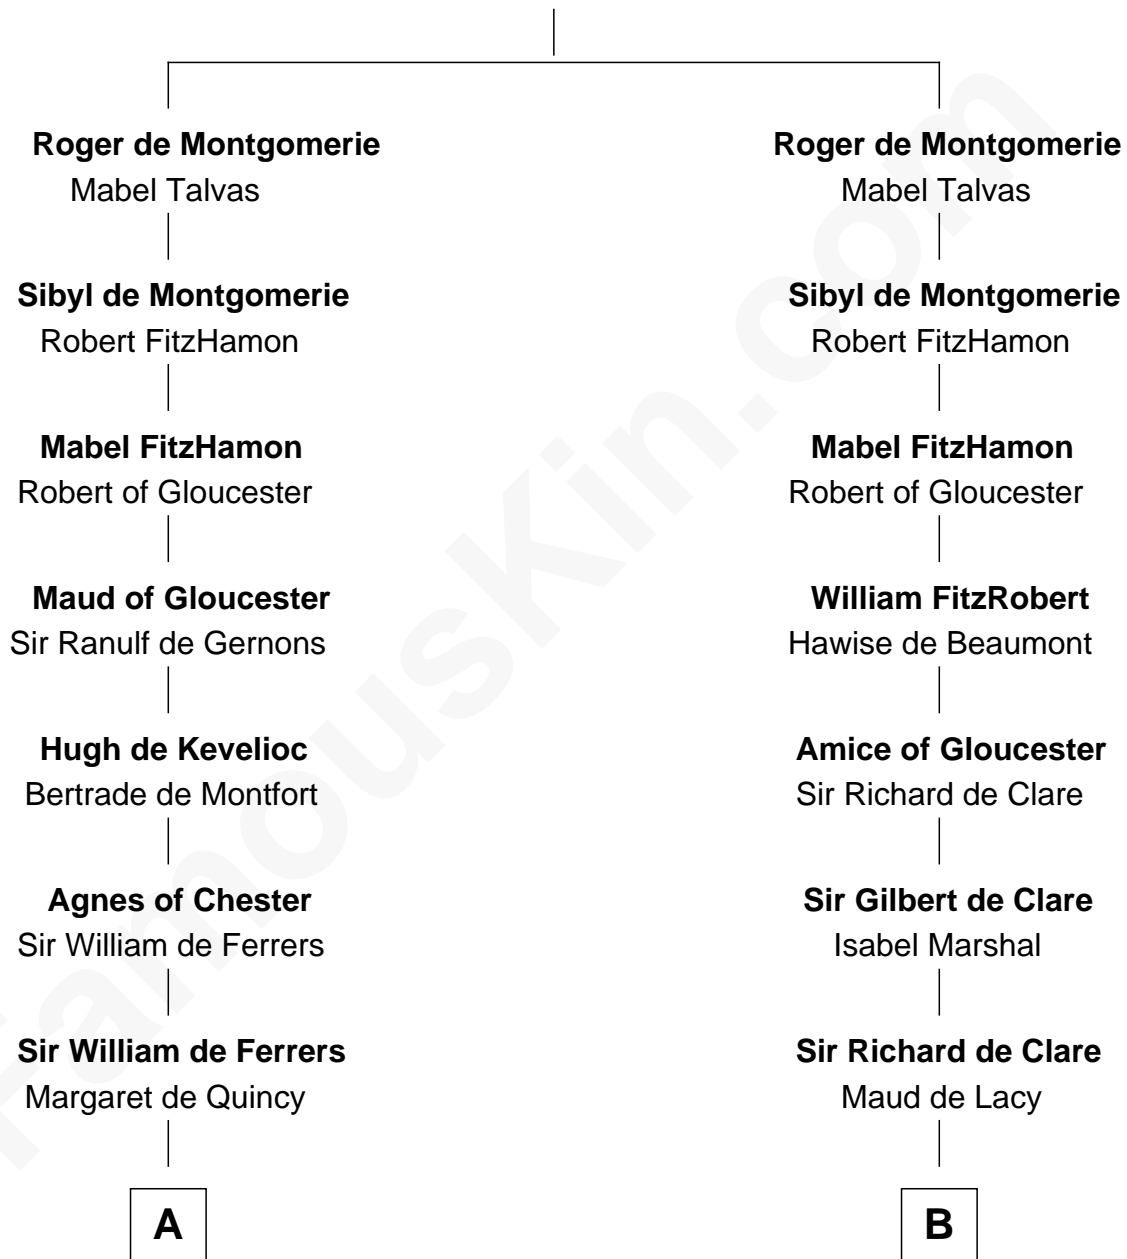 Roger de Montgomerie
Mabel Talvas
Sibyl de Montgomerie
Robert FitzHamon
Mabel FitzHamon
Robert of Gloucester
Maud of Gloucester
Sir Ranulf de Gernons
Hugh de Kevelioc
Bertrade de Montfort
Agnes of Chester
Sir William de Ferrers
Sir William de Ferrers
Margaret de Quincy
A
Roger de Montgomerie
Mabel Talvas
Sibyl de Montgomerie
Robert FitzHamon
Mabel FitzHamon
Robert of Gloucester
William FitzRobert
Hawise de Beaumont
Amice of Gloucester
Sir Richard de Clare
Sir Gilbert de Clare
Isabel Marshal
Sir Richard de Clare
Maud de Lacy
B
FamousKin.com